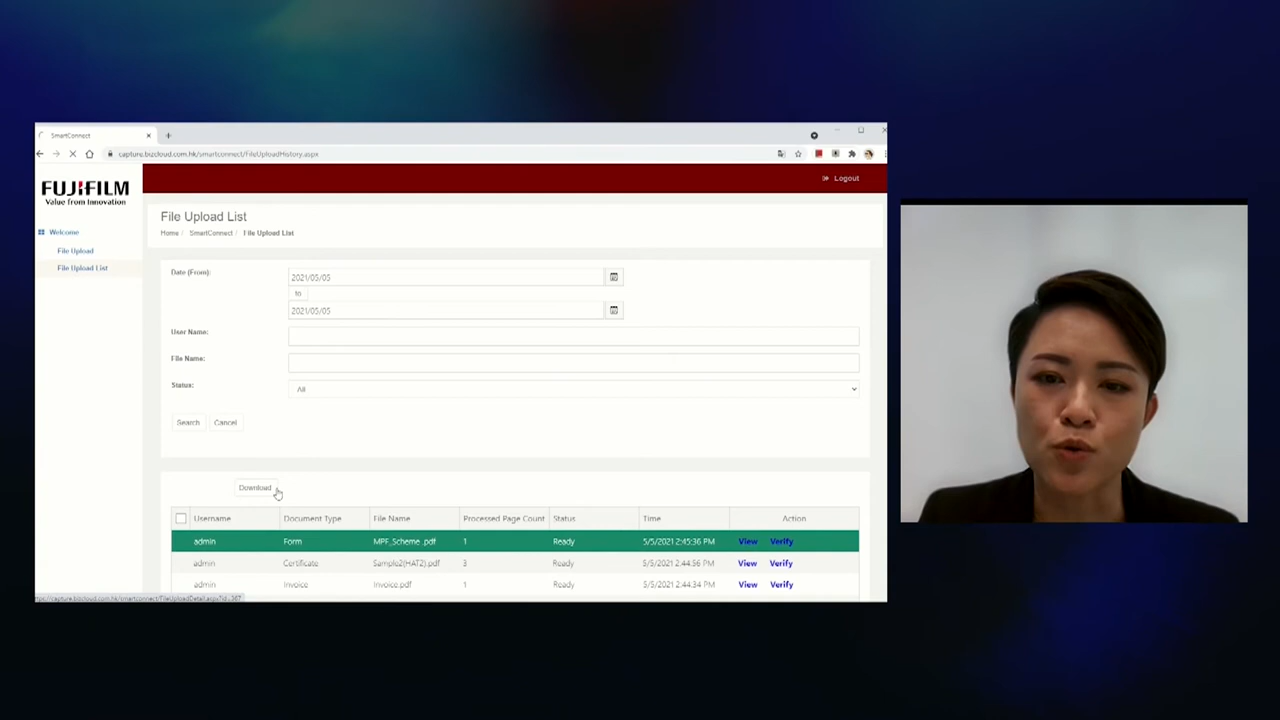 SmartConnect
capture.bizcloud.com.hk/smartconnect/FileUploadHistory.aspx
FUJIFILM
Value from Innovation
Logout
Welcome
File Upload
File Upload List
File Upload List
Home / SmartConnect / File Upload List
Date (From):
2021/05/05
to
2021/05/05
User Name:
File Name:
Status:
All
Search Cancel
Download
Username Document Type File Name Processed Page Count Status Time Action
admin Form MPF_Scheme .pdf 1 Ready 5/5/2021 2:45:36 PM View Verify
admin Certificate Sample2(HAT2).pdf 3 Ready 5/5/2021 2:44:56 PM View Verify
admin Invoice Invoice.pdf 1 Ready 5/5/2021 2:44:34 PM View Verify